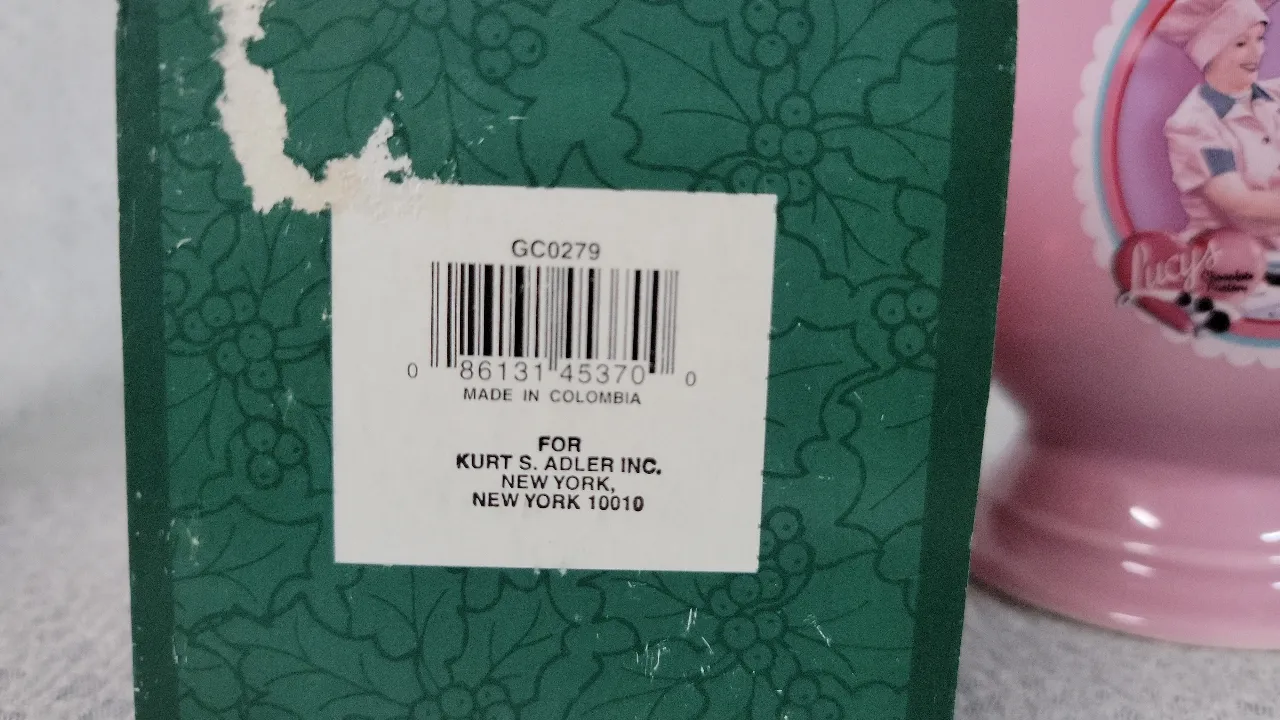 GC0279
0 86131 45370 0
MADE IN COLOMBIA
FOR
KURT S. ADLER INC.
NEW YORK,
NEW YORK 10010
Lucy's